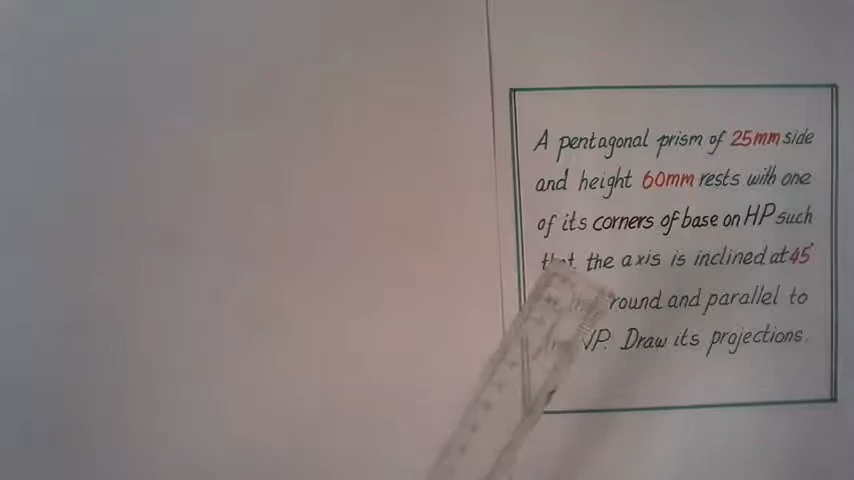 A pentagonal prism of 25mm side
and height 60mm rests with one
of its corners of base on HP such
that the axis is inclined at 45°
round and parallel to
VP. Draw its projections.